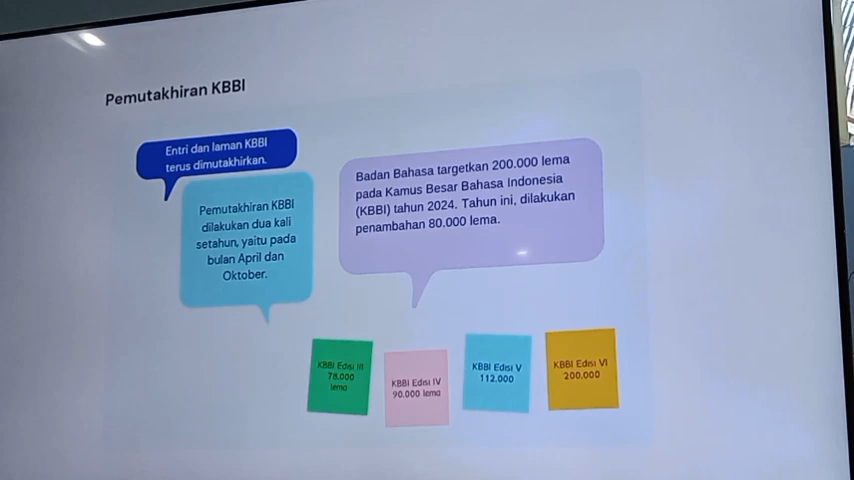 Pemutakhiran KBBI
Entri dan laman KBBI
terus dimutakhirkan.
Pemutakhiran KBBI
dilakukan dua kali
setahun, yaitu pada
bulan April dan
Oktober.
Badan Bahasa targetkan 200.000 lema
pada Kamus Besar Bahasa Indonesia
(KBBI) tahun 2024. Tahun ini, dilakukan
penambahan 80.000 lema.
KBBI Edisi III
78.000
lema
KBBI Edisi IV
90.000 lema
KBBI Edisi V
112.000
KBBI Edisi VI
200.000